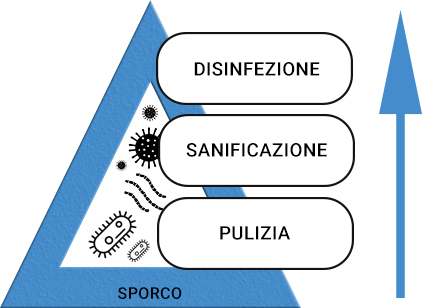 DISINFEZIONE
SANIFICAZIONE
PULIZIA
SPORCO